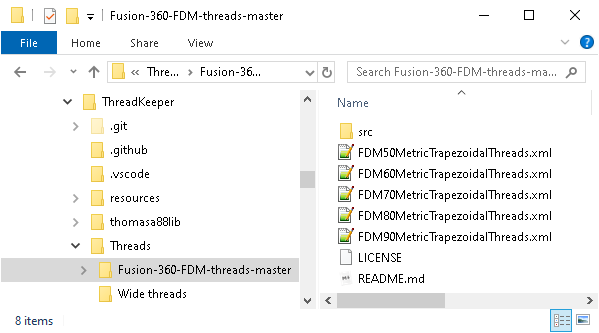 Fusion-360-FDM-threads-master
File
Home
Share
View
« Thre... › Fusion-36...
Search Fusion-360-FDM-threads-ma...
ThreadKeeper
.git
.github
.vscode
resources
thomasa88lib
Threads
Fusion-360-FDM-threads-master
Wide threads
Name
src
FDM50MetricTrapezoidalThreads.xml
FDM60MetricTrapezoidalThreads.xml
FDM70MetricTrapezoidalThreads.xml
FDM80MetricTrapezoidalThreads.xml
FDM90MetricTrapezoidalThreads.xml
LICENSE
README.md
8 items